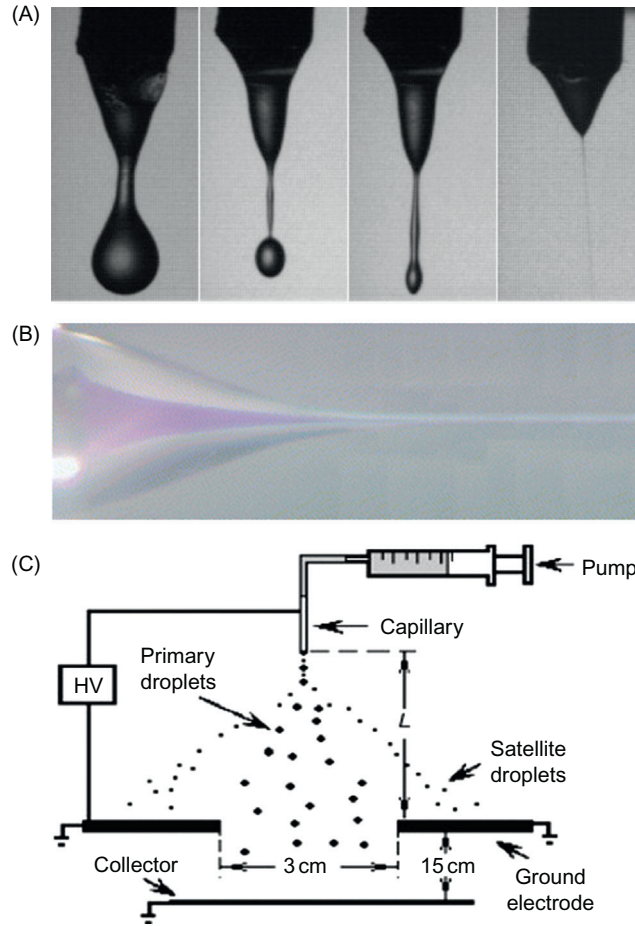 (A)
(B)
(C)
Pump
Capillary
Primary
droplets
HV
L
Satellite
droplets
Collector
3 cm
15 cm
Ground
electrode